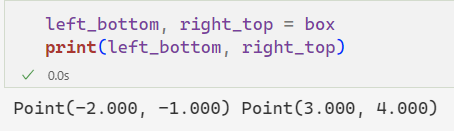 left_bottom, right_top = box
print(left_bottom, right_top)
0.0s
Point(-2.000, -1.000) Point(3.000, 4.000)